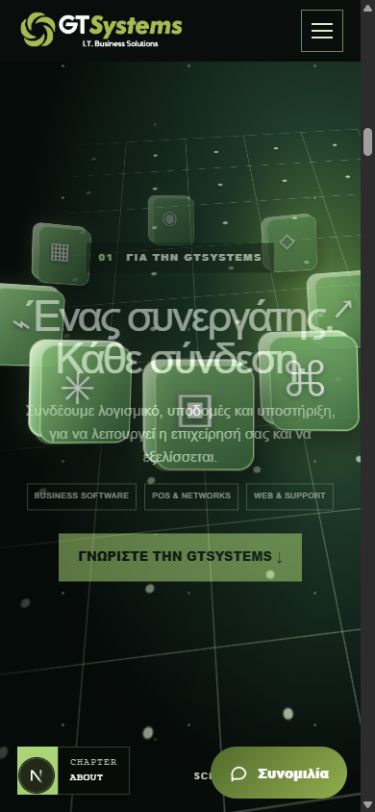 GTSystems
I.T. Business Solutions
01 ΓΙΑ ΤΗΝ GTSYSTEMS
Ένας συνεργάτης.
Κάθε σύνδεση.
Συνδέουμε λογισμικό, υποδομές και υποστήριξη,
για να λειτουργεί η επιχείρησή σας και να
εξελίσσεται.
BUSINESS SOFTWARE
POS & NETWORKS
WEB & SUPPORT
ΓΝΩΡΙΣΤΕ ΤΗΝ GTSYSTEMS ↓
N
CHAPTER
ABOUT
Συνομιλία